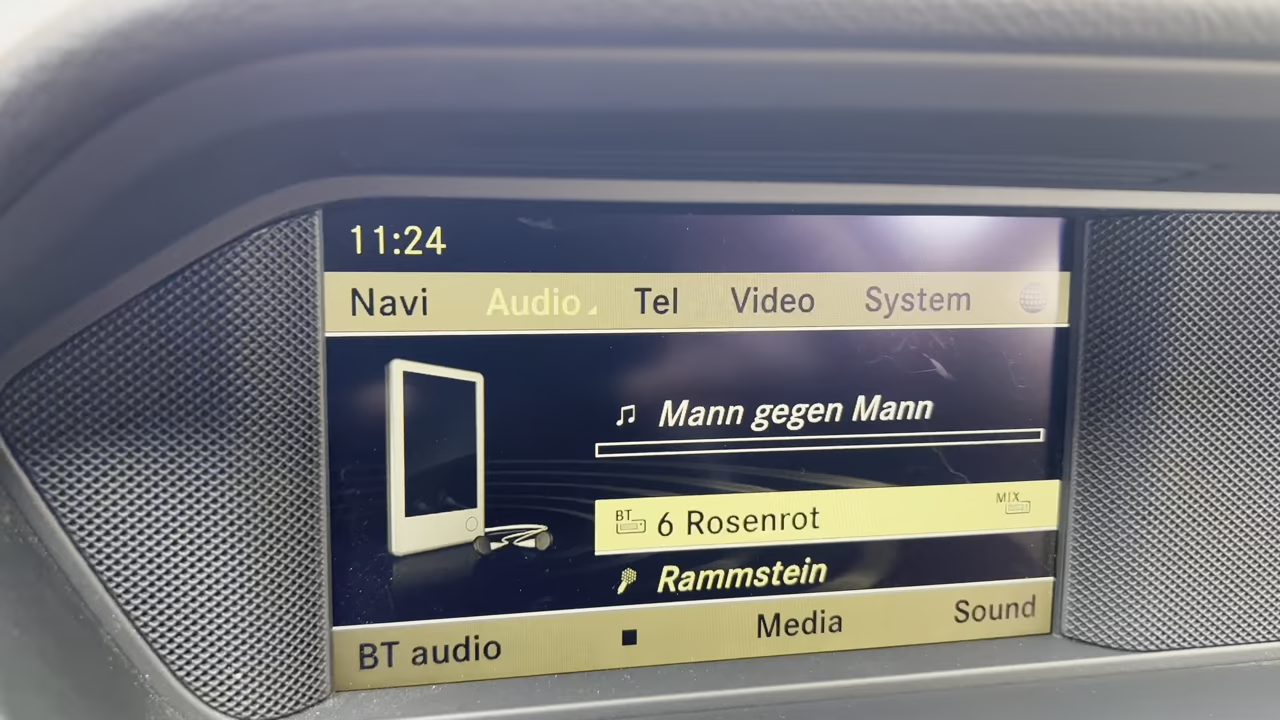 11:24
Navi Audio Tel Video System
Mann gegen Mann
BT 6 Rosenrot MIX
Rammstein
BT audio Media Sound